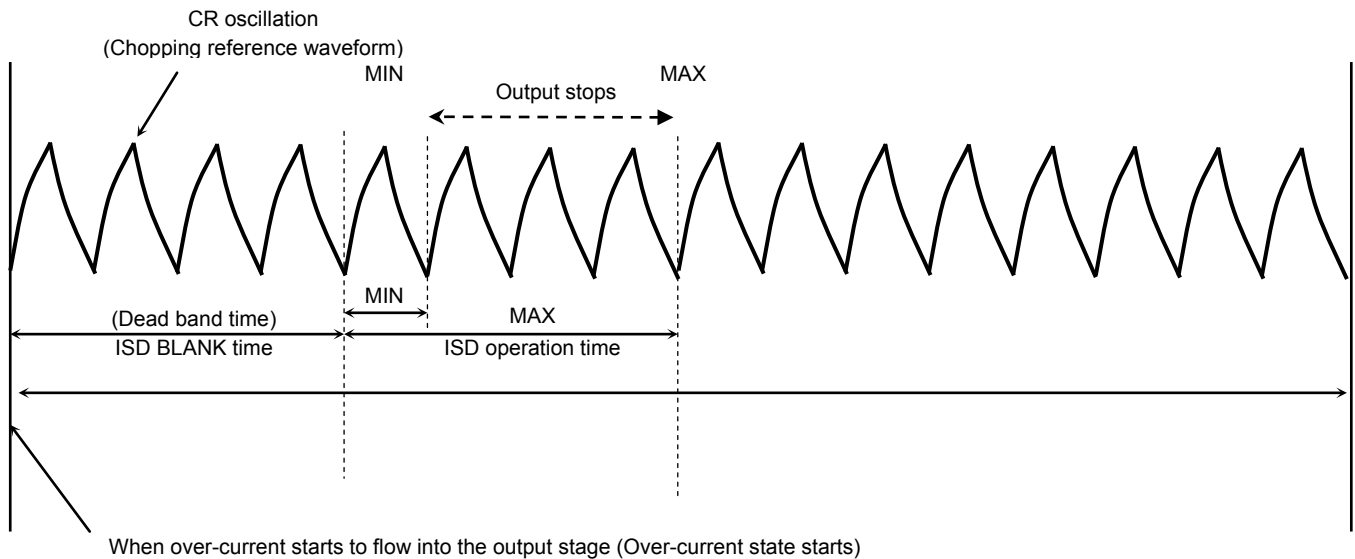 CR oscillation
(Chopping reference waveform)
MIN
MAX
Output stops
MIN
(Dead band time)
MAX
ISD BLANK time
ISD operation time
When over-current starts to flow into the output stage (Over-current state starts)